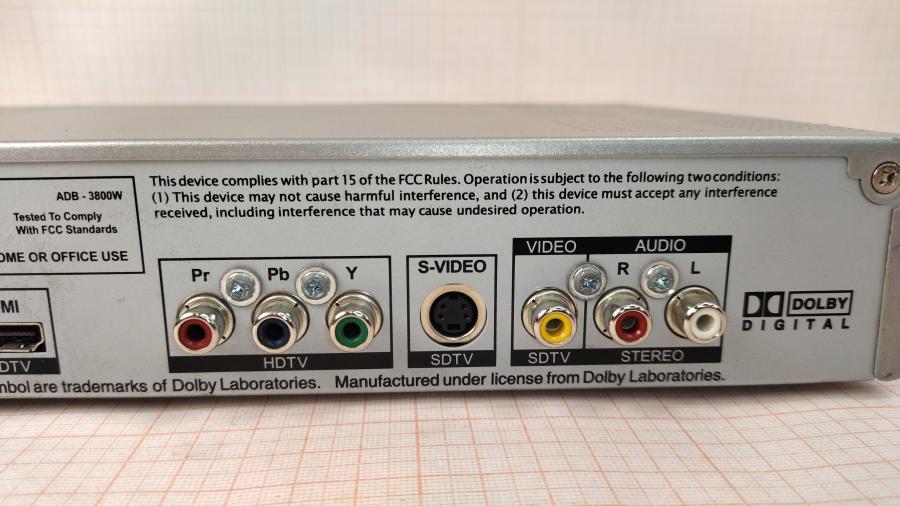 ADB - 3800W
Tested To Comply
With FCC Standards
OME OR OFFICE USE
This device complies with part 15 of the FCC Rules. Operation is subject to the following two conditions:
(1) This device may not cause harmful interference, and (2) this device must accept any interference
received, including interference that may cause undesired operation.
MI
DTV
Pr Pb Y
HDTV
S-VIDEO
SDTV
VIDEO AUDIO
R L
SDTV STEREO
DOLBY
DIGITAL
mbol are trademarks of Dolby Laboratories. Manufactured under license from Dolby Laboratories.